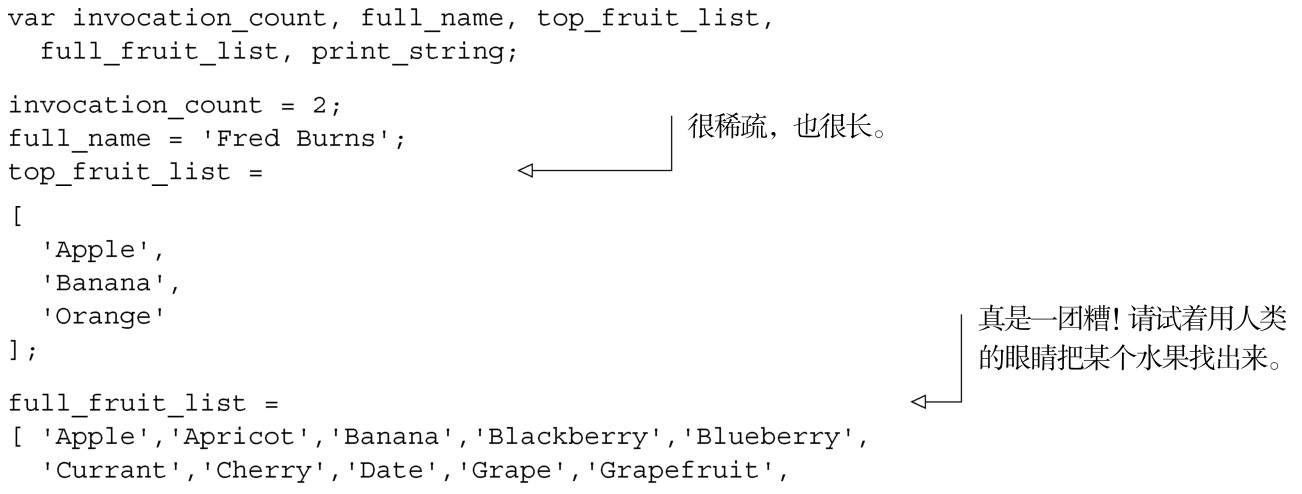 var invocation_count, full_name, top_fruit_list,
  full_fruit_list, print_string;
invocation_count = 2;
full_name = 'Fred Burns';
很稀疏，也很长。
top_fruit_list =
[
  'Apple',
  'Banana',
  'Orange'
];
真是一团糟！请试着用人类
的眼睛把某个水果找出来。
full_fruit_list =
[ 'Apple','Apricot','Banana','Blackberry','Blueberry',
  'Currant','Cherry','Date','Grape','Grapefruit',